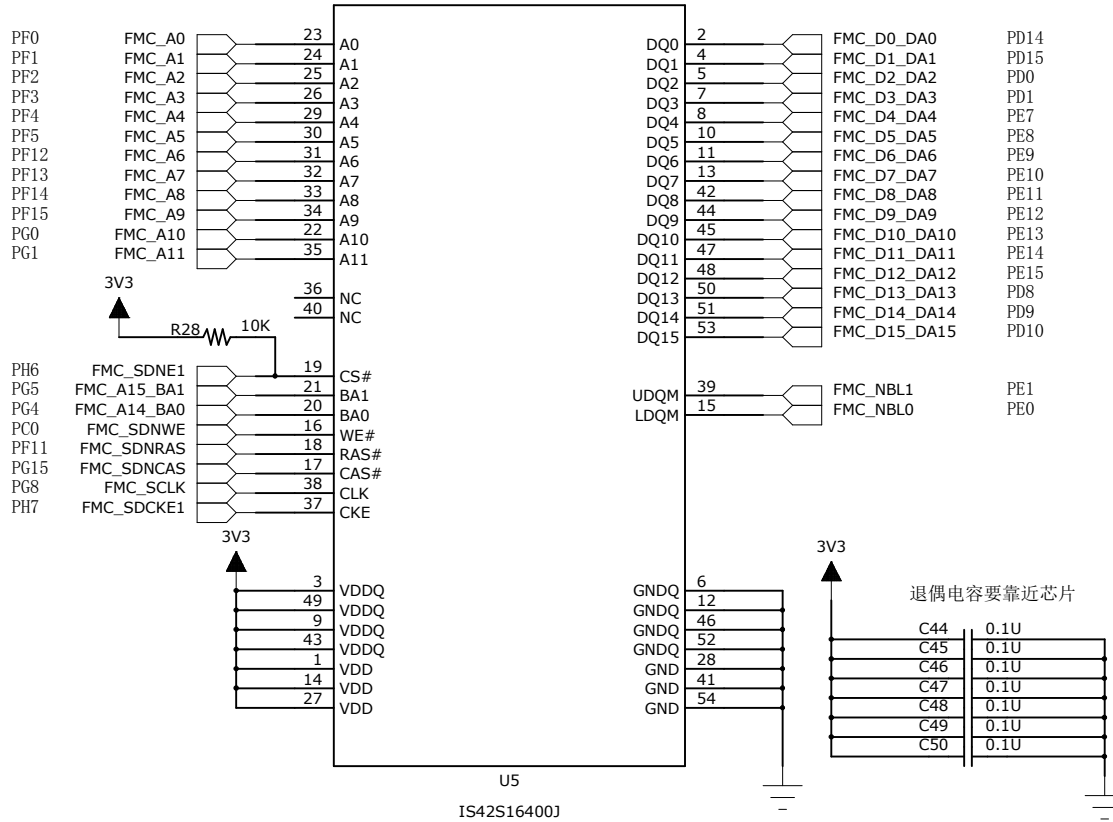 PF0 FMC_A0 23 A0 DQ0 2 FMC_D0_DA0 PD14
PF1 FMC_A1 24 A1 DQ1 4 FMC_D1_DA1 PD15
PF2 FMC_A2 25 A2 DQ2 5 FMC_D2_DA2 PD0
PF3 FMC_A3 26 A3 DQ3 7 FMC_D3_DA3 PD1
PF4 FMC_A4 29 A4 DQ4 8 FMC_D4_DA4 PE7
PF5 FMC_A5 30 A5 DQ5 10 FMC_D5_DA5 PE8
PF12 FMC_A6 31 A6 DQ6 11 FMC_D6_DA6 PE9
PF13 FMC_A7 32 A7 DQ7 13 FMC_D7_DA7 PE10
PF14 FMC_A8 33 A8 DQ8 42 FMC_D8_DA8 PE11
PF15 FMC_A9 34 A9 DQ9 44 FMC_D9_DA9 PE12
PG0 FMC_A10 22 A10 DQ10 45 FMC_D10_DA10 PE13
PG1 FMC_A11 35 A11 DQ11 47 FMC_D11_DA11 PE14
DQ12 48 FMC_D12_DA12 PE15
3V3 36 NC DQ13 50 FMC_D13_DA13 PD8
40 NC DQ14 51 FMC_D14_DA14 PD9
R28 10K DQ15 53 FMC_D15_DA15 PD10
PH6 FMC_SDNE1 19 CS#
PG5 FMC_A15_BA1 21 BA1 UDQM 39 FMC_NBL1 PE1
PG4 FMC_A14_BA0 20 BA0 LDQM 15 FMC_NBL0 PE0
PC0 FMC_SDNWE 16 WE#
PF11 FMC_SDNRAS 18 RAS#
PG15 FMC_SDNCAS 17 CAS#
PG8 FMC_SCLK 38 CLK
PH7 FMC_SDCKE1 37 CKE
3V3 3V3
3 VDDQ GNDQ 6
退偶电容要靠近芯片
49 VDDQ GNDQ 12
9 VDDQ GNDQ 46 C44 0.1U
43 VDDQ GNDQ 52 C45 0.1U
1 VDD GND 28 C46 0.1U
14 VDD GND 41 C47 0.1U
27 VDD GND 54 C48 0.1U
C49 0.1U
C50 0.1U
U5
IS42S16400J